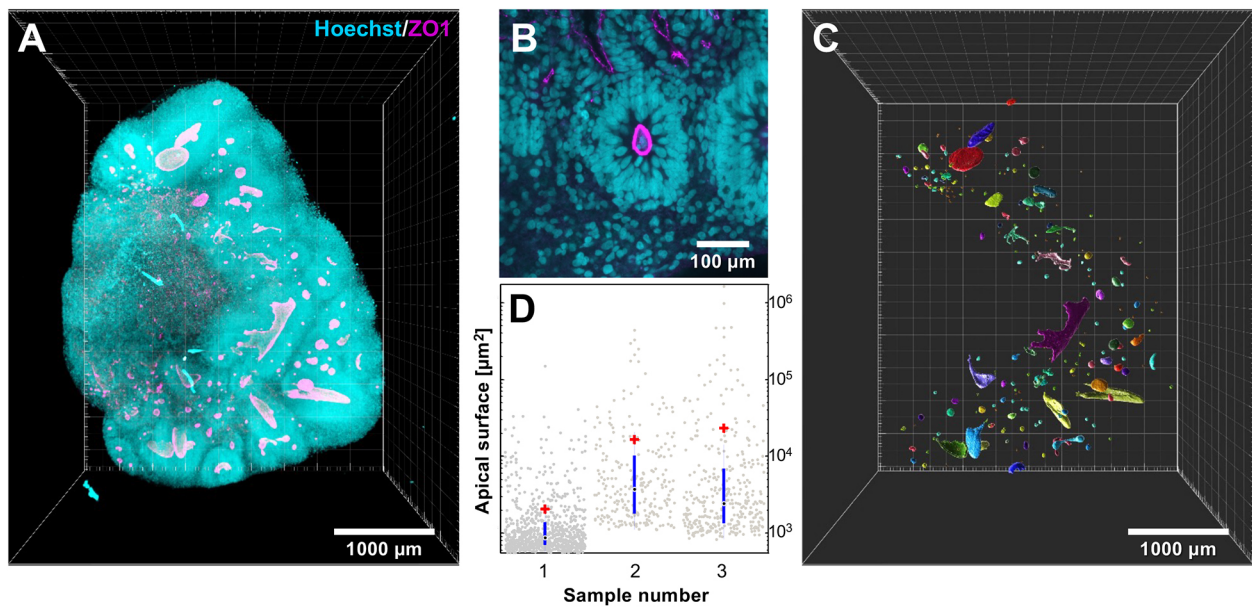 A
Hoechst/ZO1
1000 µm
B
100 µm
C
1000 µm
D
Apical surface [µm²]
10⁶
10⁵
10⁴
10³
1 2 3
Sample number